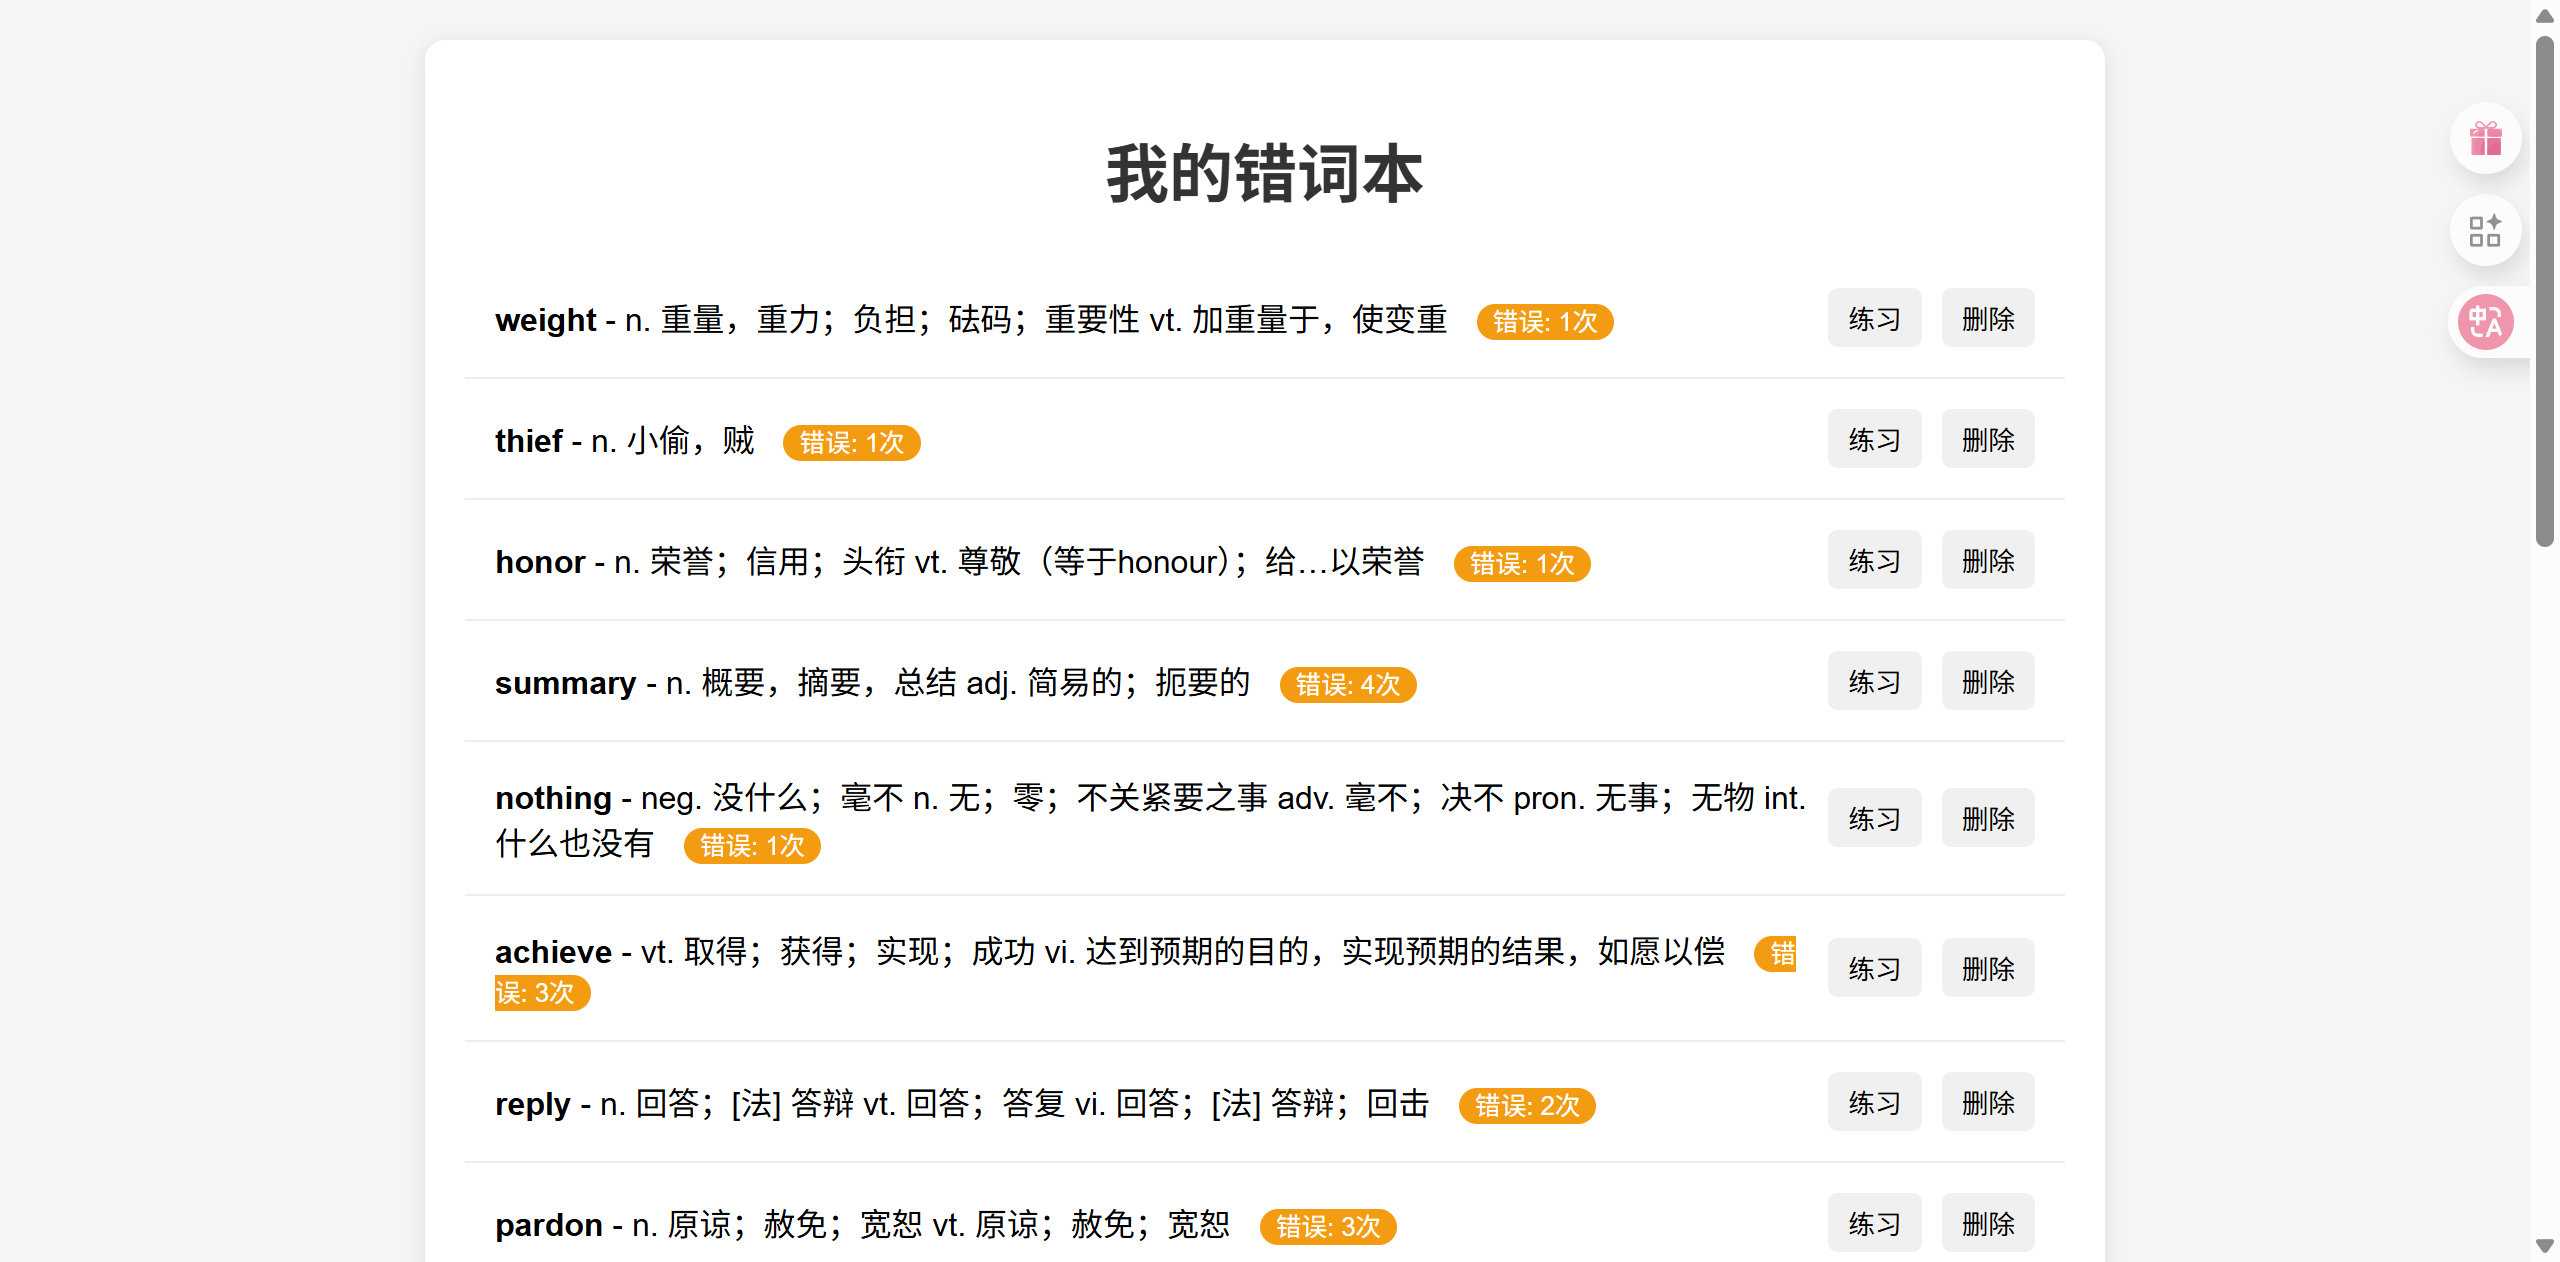 我的错词本
weight - n. 重量，重力；负担；砝码；重要性 vt. 加重量于，使变重 错误: 1次 练习 删除
thief - n. 小偷，贼 错误: 1次 练习 删除
honor - n. 荣誉；信用；头衔 vt. 尊敬（等于honour）；给…以荣誉 错误: 1次 练习 删除
summary - n. 概要，摘要，总结 adj. 简易的；扼要的 错误: 4次 练习 删除
nothing - neg. 没什么；毫不 n. 无；零；不关紧要之事 adv. 毫不；决不 pron. 无事；无物 int.
什么也没有 错误: 1次 练习 删除
achieve - vt. 取得；获得；实现；成功 vi. 达到预期的目的，实现预期的结果，如愿以偿 错
误: 3次 练习 删除
reply - n. 回答；[法] 答辩 vt. 回答；答复 vi. 回答；[法] 答辩；回击 错误: 2次 练习 删除
pardon - n. 原谅；赦免；宽恕 vt. 原谅；赦免；宽恕 错误: 3次 练习 删除